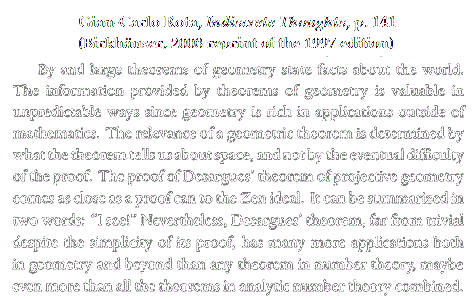 Gian-Carlo Rota, Indiscrete Thoughts, p. 141
(Birkhäuser, 2008 reprint of the 1997 edition)
By and large theorems of geometry state facts about the world.
The information provided by theorems of geometry is valuable in
unpredictable ways since geometry is rich in applications outside of
mathematics. The relevance of a geometric theorem is determined by
what the theorem tells us about space, and not by the eventual difficulty
of the proof. The proof of Desargues' theorem of projective geometry
comes as close as a proof can to the Zen ideal. It can be summarized in
two words: "I see!" Nevertheless, Desargues' theorem, far from trivial
despite the simplicity of its proof, has many more applications both
in geometry and beyond than any theorem in number theory, maybe
even more than all the theorems in analytic number theory combined.